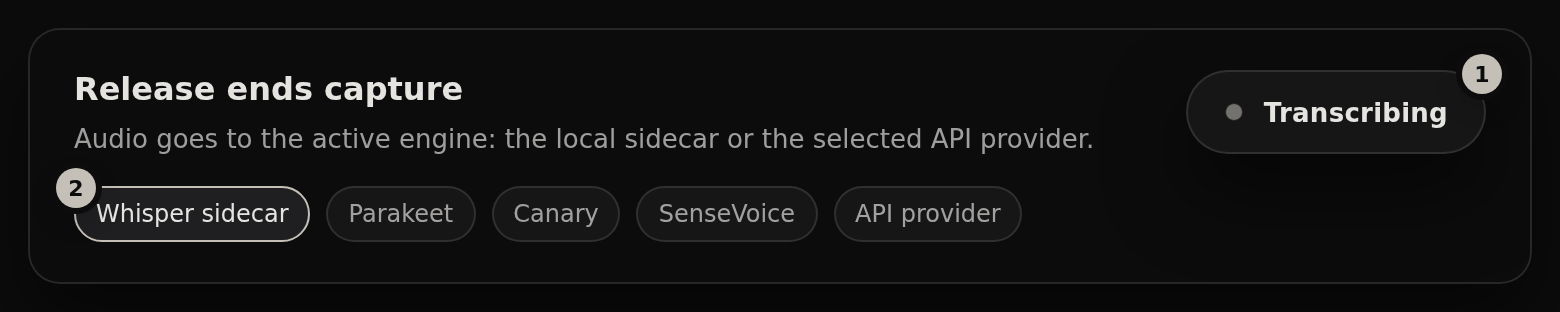 Release ends capture
Audio goes to the active engine: the local sidecar or the selected API provider.
1
Transcribing
2
Whisper sidecar
Parakeet
Canary
SenseVoice
API provider